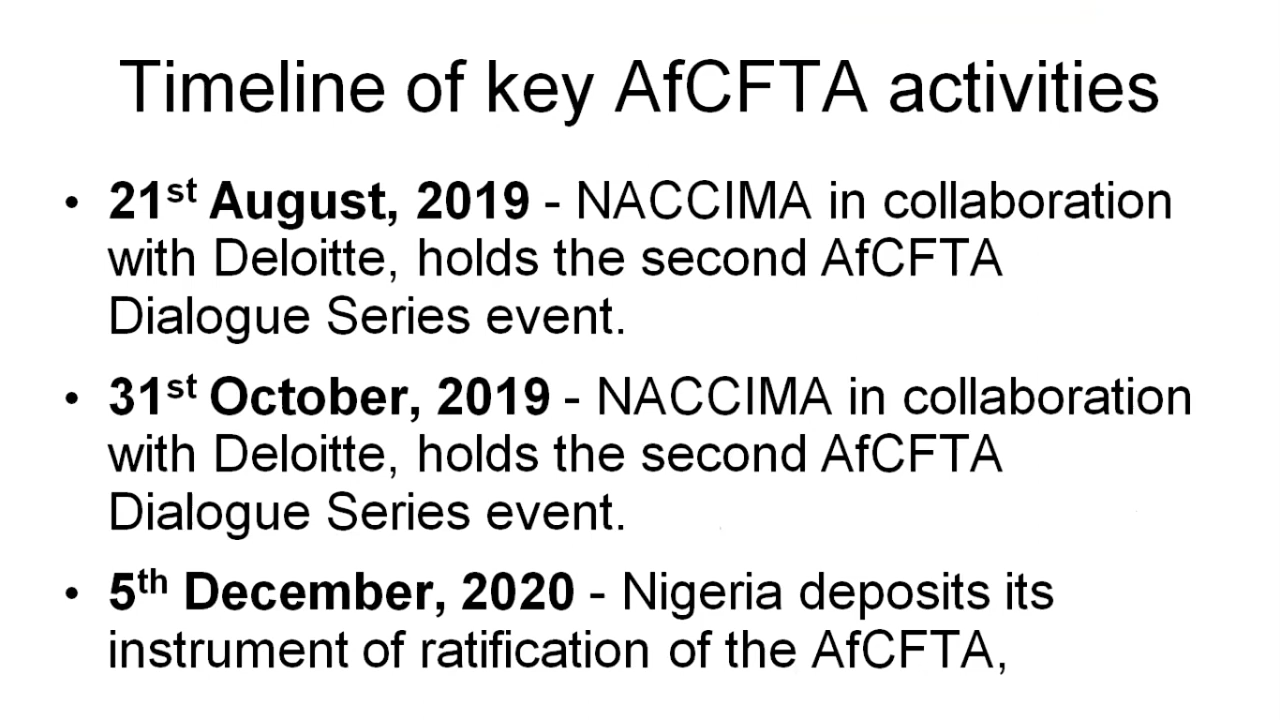 Timeline of key AfCFTA activities
• 21st August, 2019 - NACCIMA in collaboration
with Deloitte, holds the second AfCFTA
Dialogue Series event.
• 31st October, 2019 - NACCIMA in collaboration
with Deloitte, holds the second AfCFTA
Dialogue Series event.
• 5th December, 2020 - Nigeria deposits its
instrument of ratification of the AfCFTA,